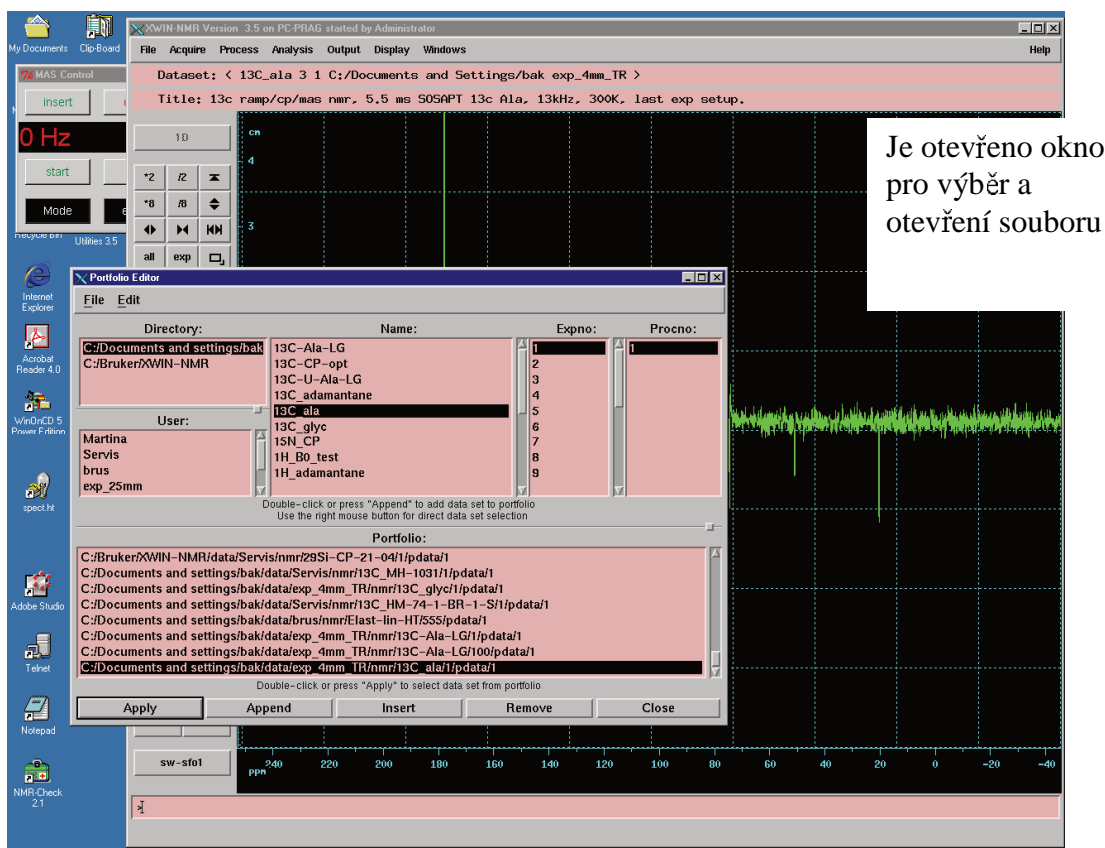 My Documents
Clip-Board
XWIN-NMR Version 3.5 on PC-PRAG started by Administrator
File Acquire Process Analysis Output Display Windows Help
Dataset: < 13C_ala 3 1 C:/Documents and Settings/bak exp_4mm_TR >
Title: 13c ramp/cp/mas nmr, 5.5 ms SOSAPT 13c Ala, 13kHz, 300K, last exp setup.
MAS Control
insert
0 Hz
start
Mode
Recycle Bin
Utilities 3.5
1D
*2 /2
*8 /8
all exp
cm
4
3
Je otevřeno okno
pro výběr a
otevření souboru
Internet
Explorer
Acrobat
Reader 4.0
WinOnCD 5
Power Edition
spect.ht
Adobe Studio
Telnet
Notepad
NMR-Check
2.1
Portfolio Editor
File Edit
Directory: Name: Expno: Procno:
C:/Documents and settings/bak
C:/Bruker/XWIN-NMR
User:
Martina
Servis
brus
exp_25mm
13C-Ala-LG
13C-CP-opt
13C-U-Ala-LG
13C_adamantane
13C_ala
13C_glyc
15N_CP
1H_B0_test
1H_adamantane
1
2
3
4
5
6
7
8
9
1
Double-click or press "Append" to add data set to portfolio
Use the right mouse button for direct data set selection
Portfolio:
C:/Bruker/XWIN-NMR/data/Servis/nmr/29Si-CP-21-04/1/pdata/1
C:/Documents and settings/bak/data/Servis/nmr/13C_MH-1031/1/pdata/1
C:/Documents and settings/bak/data/exp_4mm_TR/nmr/13C_glyc/1/pdata/1
C:/Documents and settings/bak/data/Servis/nmr/13C_HM-74-1-BR-1-S/1/pdata/1
C:/Documents and settings/bak/data/brus/nmr/Elast-lin-HT/555/pdata/1
C:/Documents and settings/bak/data/exp_4mm_TR/nmr/13C-Ala-LG/1/pdata/1
C:/Documents and settings/bak/data/exp_4mm_TR/nmr/13C-Ala-LG/100/pdata/1
C:/Documents and settings/bak/data/exp_4mm_TR/nmr/13C_ala/1/pdata/1
Double-click or press "Apply" to select data set from portfolio
Apply Append Insert Remove Close
sw-sfo1
ppm 240 220 200 180 160 140 120 100 80 60 40 20 0 -20 -40
>